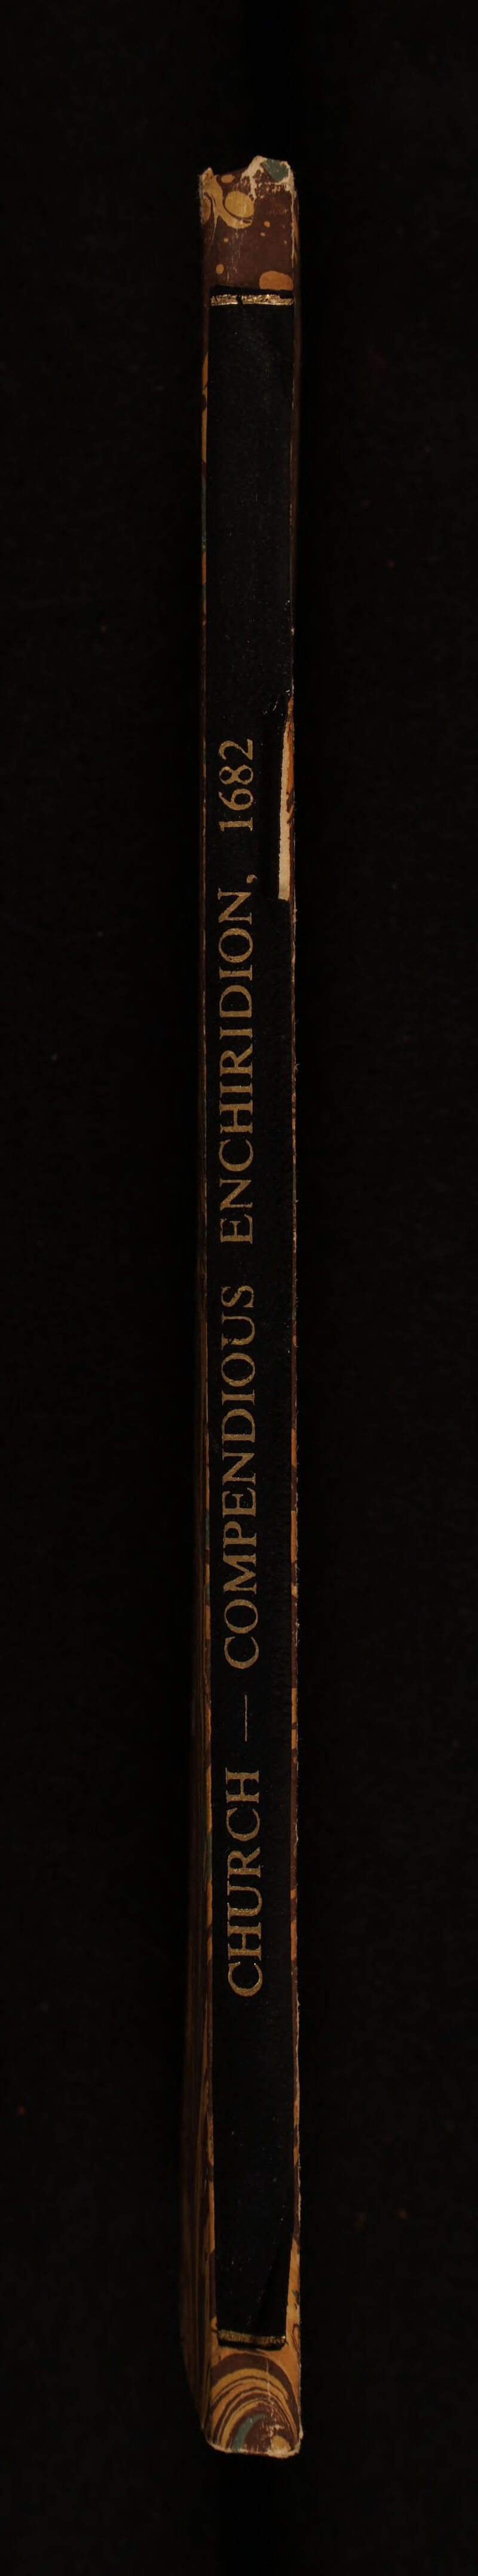 CHURCH — COMPENDIOUS ENCHIRIDION, 1682